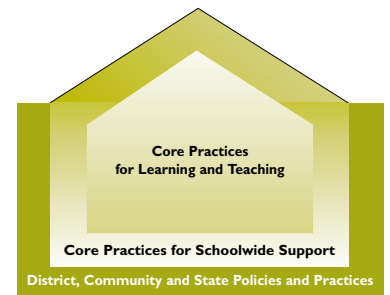 Core Practices
for Learning and Teaching
Core Practices for Schoolwide Support
District, Community and State Policies and Practices